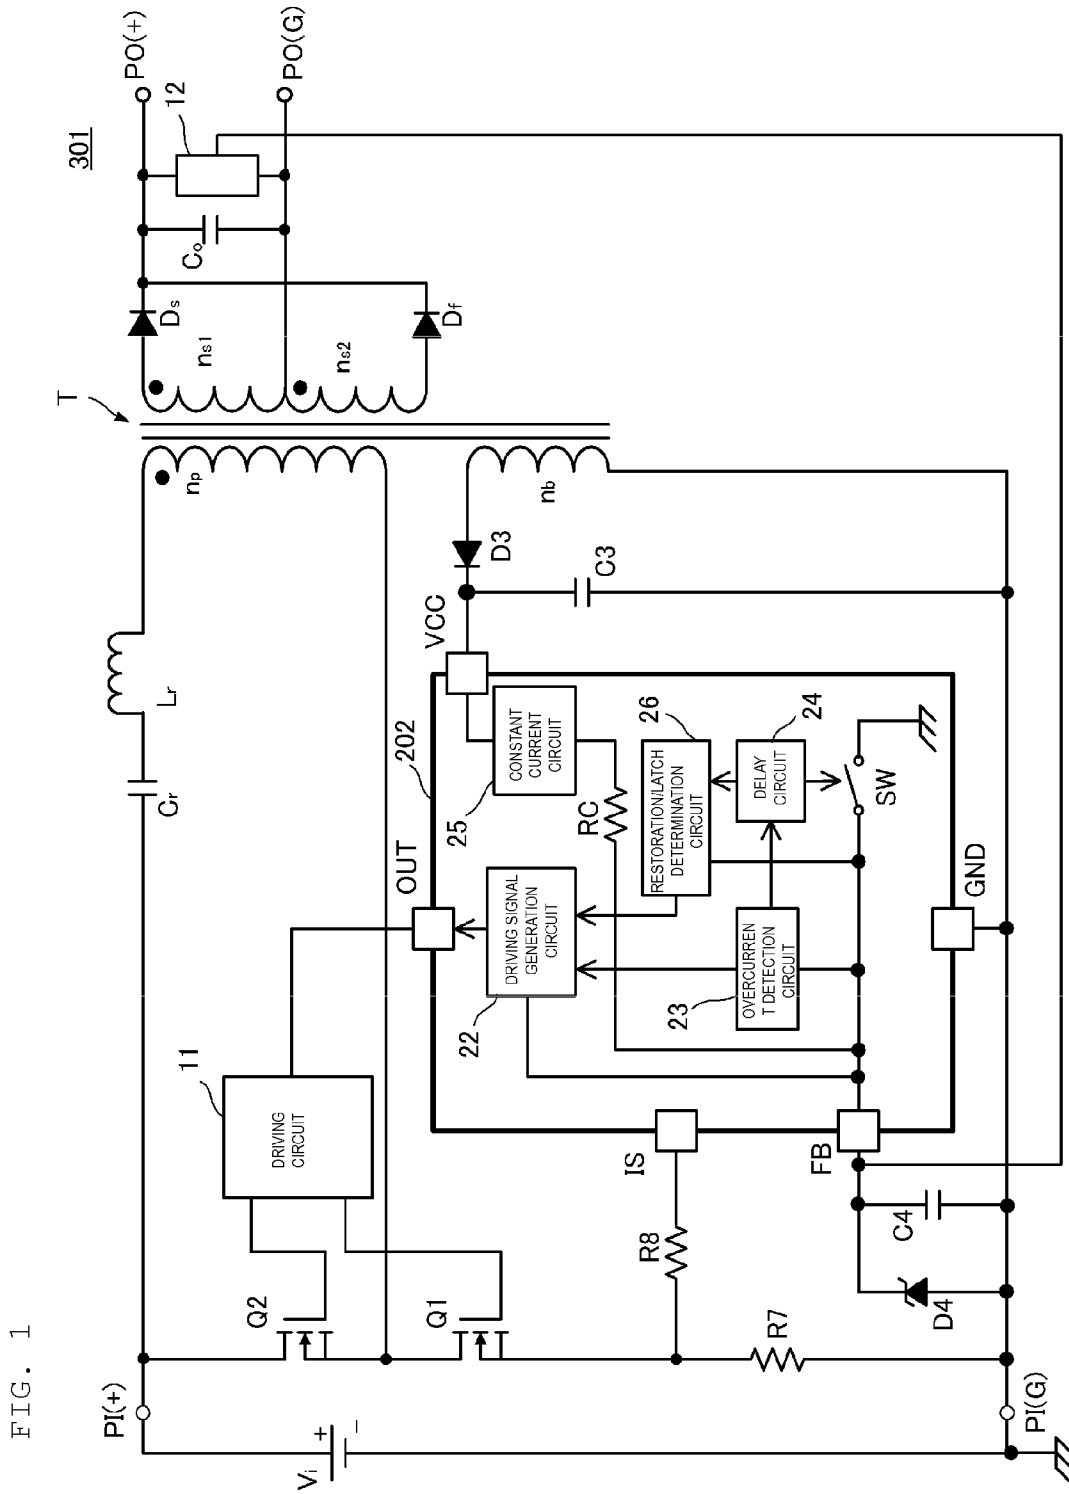 FIG. 1
301
T
PI(+)
Vi
+
−
PI(G)
Cr
Lr
np
ns1
ns2
nb
Ds
Df
Co
12
PO(+)
PO(G)
Q2
Q1
11
DRIVING
CIRCUIT
OUT
202
VCC
D3
C3
25
CONSTANT
CURRENT
CIRCUIT
RC
22
DRIVING SIGNAL
GENERATION
CIRCUIT
26
RESTORATION/LATCH
DETERMINATION
CIRCUIT
23
OVERCURREN
T DETECTION
CIRCUIT
24
DELAY
CIRCUIT
SW
GND
IS
FB
R8
R7
C4
D4